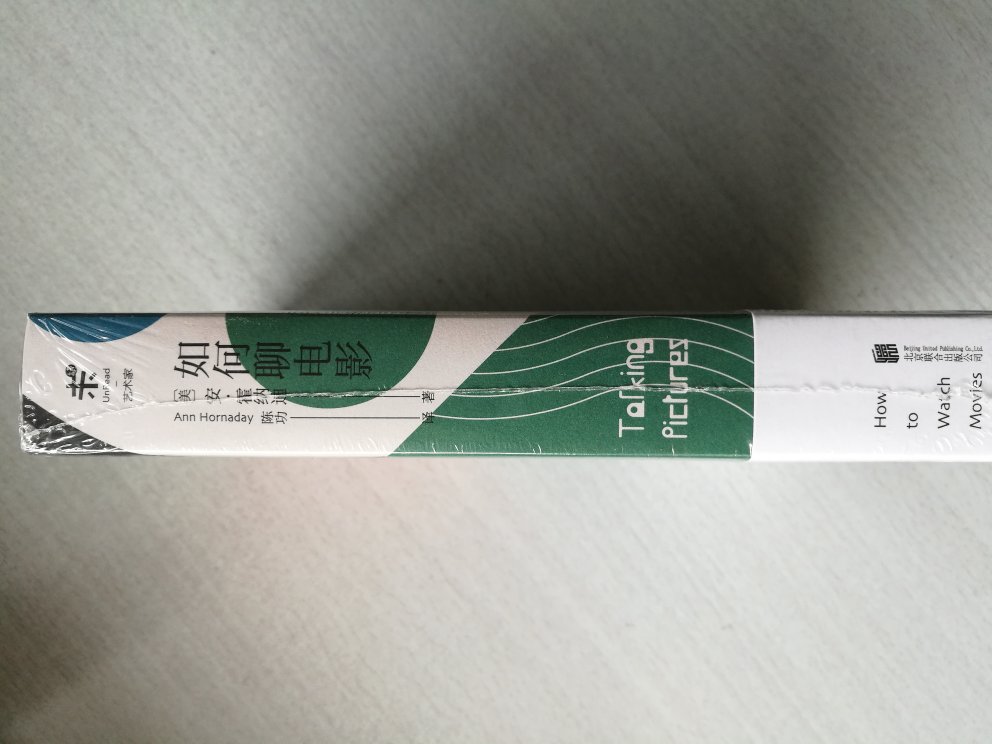 UnRead
艺术家
如何聊电影
美 安·霍纳迪 著
Ann Hornaday 陈功 译
Talking
Pictures
Beijing United Publishing Co.,Ltd.
北京联合出版公司
How
to
Watch
Movies